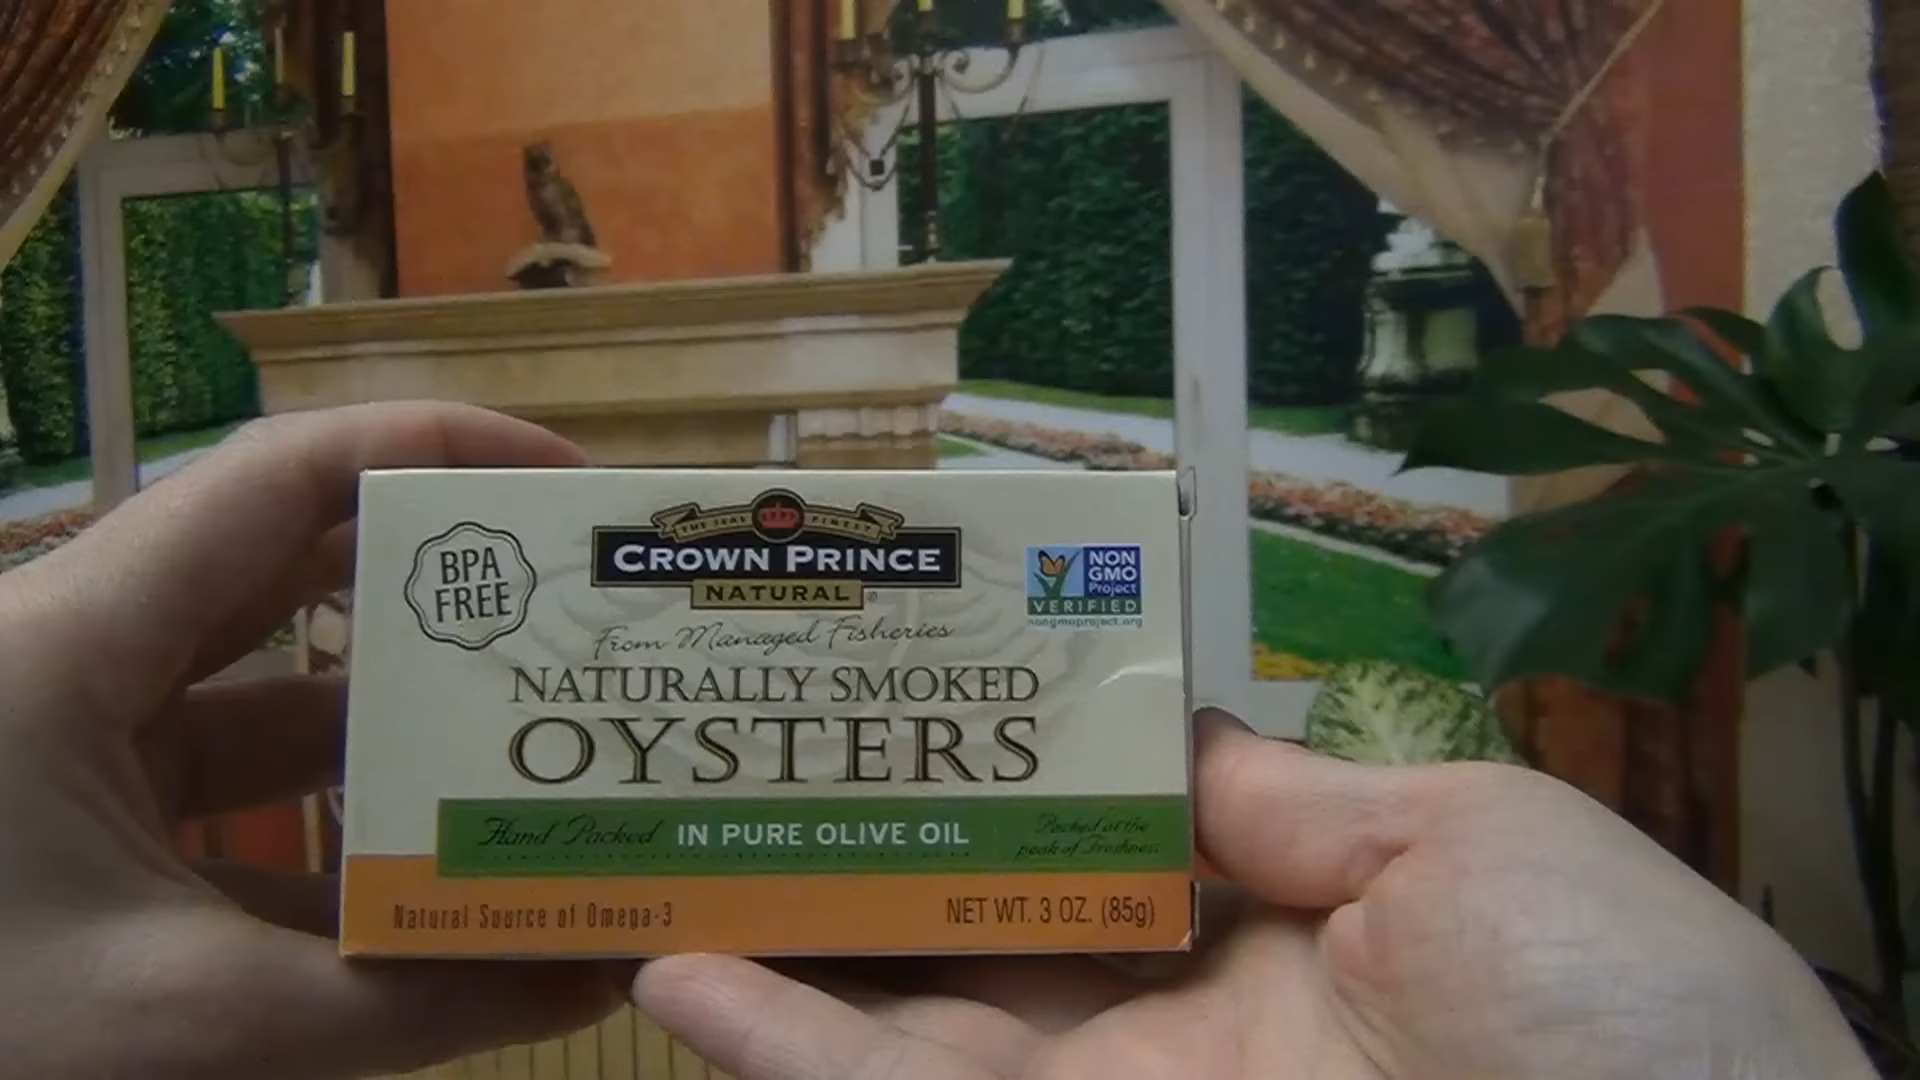 BPA
FREE
THE SEAS FINEST
CROWN PRINCE
NATURAL®
NON
GMO
Project
VERIFIED
nongmoproject.org
From Managed Fisheries
NATURALLY SMOKED
OYSTERS
Hand Packed IN PURE OLIVE OIL
Packed at the
peak of Freshness
Natural Source of Omega-3
NET WT. 3 OZ. (85g)